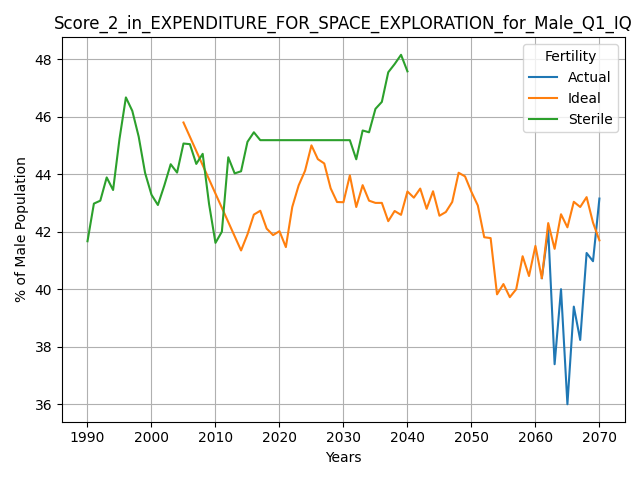 Score_2_in_EXPENDITURE_FOR_SPACE_EXPLORATION_for_Male_Q1_IQ
Fertility
Actual
Ideal
Sterile
% of Male Population
48
46
44
42
40
38
36
1990 2000 2010 2020 2030 2040 2050 2060 2070
Years